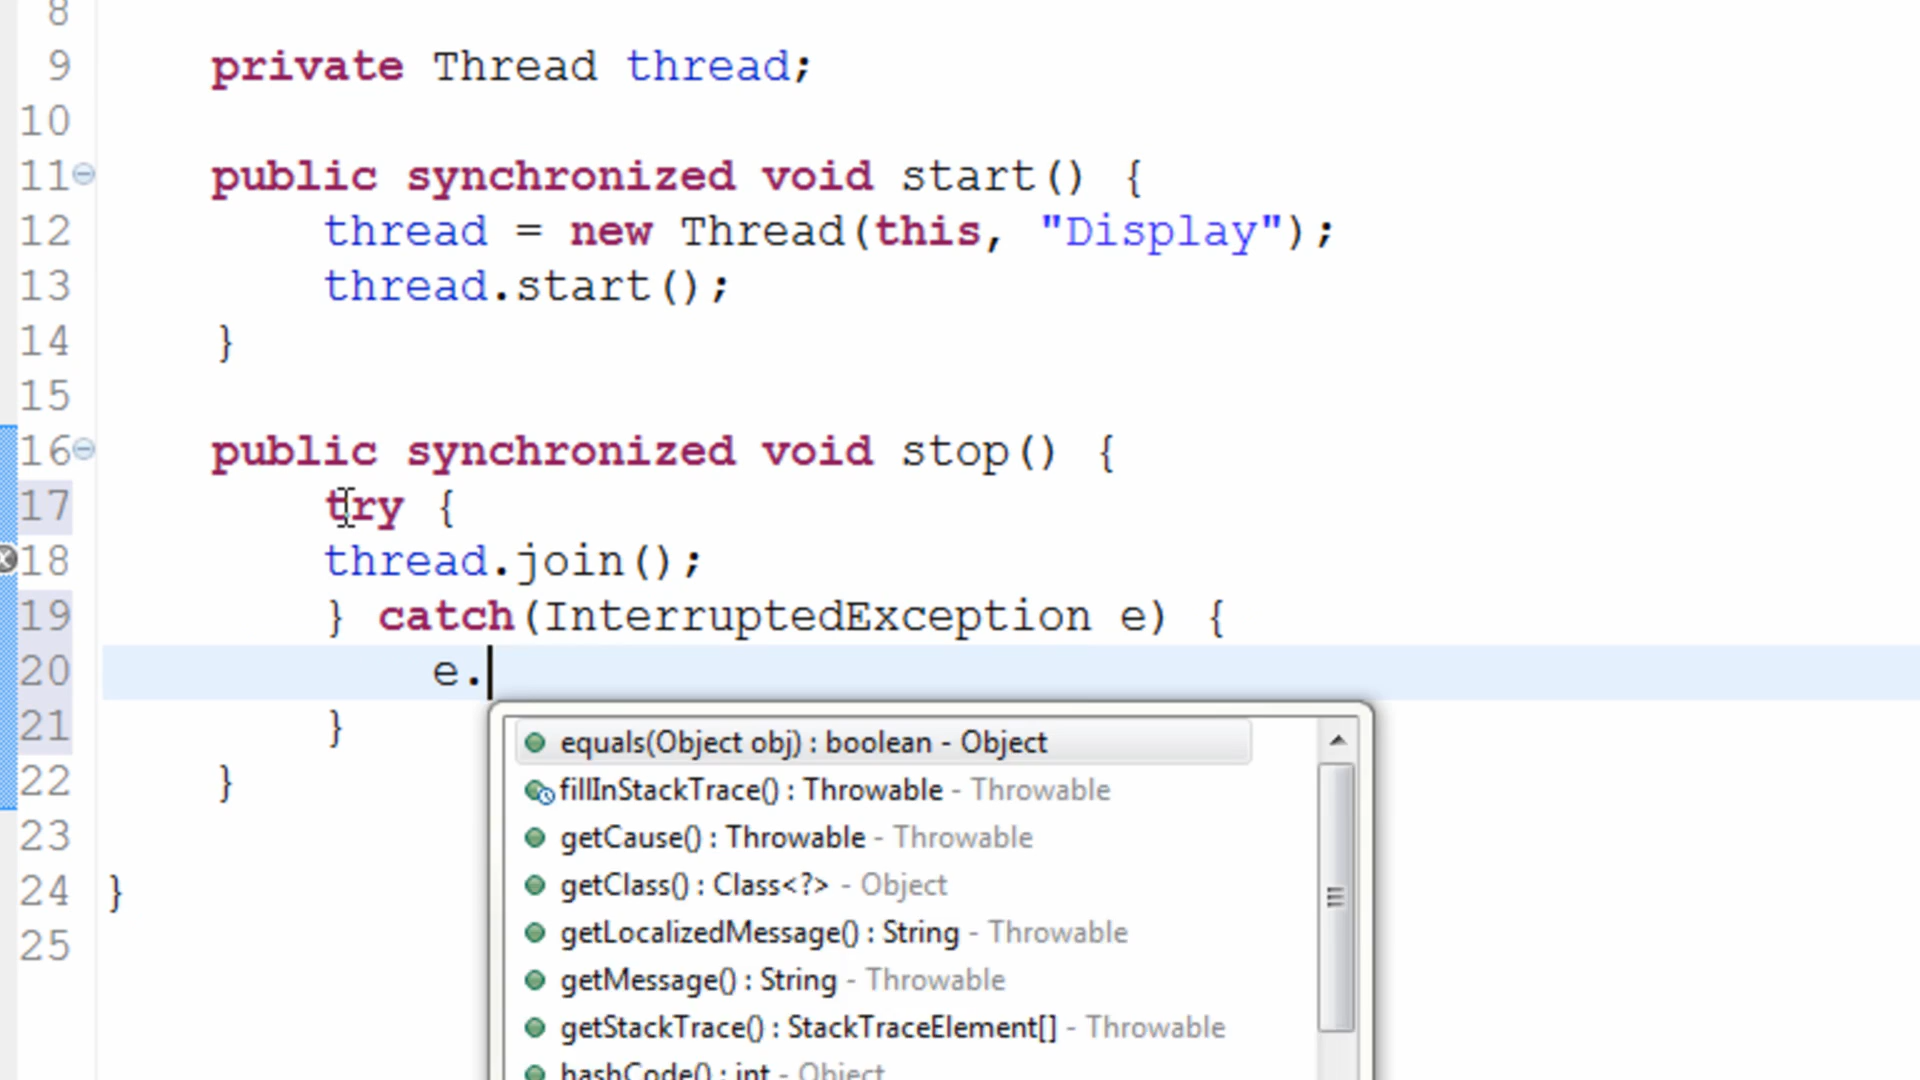 8
9 private Thread thread;
10
11 public synchronized void start() {
12 thread = new Thread(this, "Display");
13 thread.start();
14 }
15
16 public synchronized void stop() {
17 try {
18 thread.join();
19 } catch(InterruptedException e) {
20 e.
21 }
22 }
23
24 }
25
equals(Object obj) : boolean - Object
fillInStackTrace() : Throwable - Throwable
getCause() : Throwable - Throwable
getClass() : Class<?> - Object
getLocalizedMessage() : String - Throwable
getMessage() : String - Throwable
getStackTrace() : StackTraceElement[] - Throwable
hashCode() : int - Object